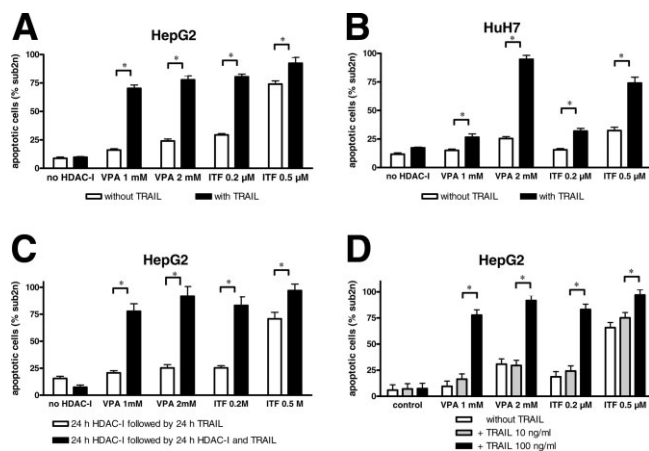 A
HepG2
apoptotic cells (% sub2n)
100
75
50
25
0
*
*
*
*
no HDAC-I
VPA 1 mM
VPA 2 mM
ITF 0.2 µM
ITF 0.5 µM
without TRAIL
with TRAIL
B
HuH7
apoptotic cells (% sub2n)
100
75
50
25
0
*
*
*
*
no HDAC-I
VPA 1 mM
VPA 2 mM
ITF 0.2 µM
ITF 0.5 µM
without TRAIL
with TRAIL
C
HepG2
apoptotic cells (% sub2n)
100
75
50
25
0
*
*
*
*
no HDAC-I
VPA 1mM
VPA 2mM
ITF 0.2M
ITF 0.5 M
24 h HDAC-I followed by 24 h TRAIL
24 h HDAC-I followed by 24 h HDAC-I and TRAIL
D
HepG2
apoptotic cells (% sub2n)
100
75
50
25
0
*
*
*
*
control
VPA 1 mM
VPA 2 mM
ITF 0.2 µM
ITF 0.5 µM
without TRAIL
+ TRAIL 10 ng/ml
+ TRAIL 100 ng/ml